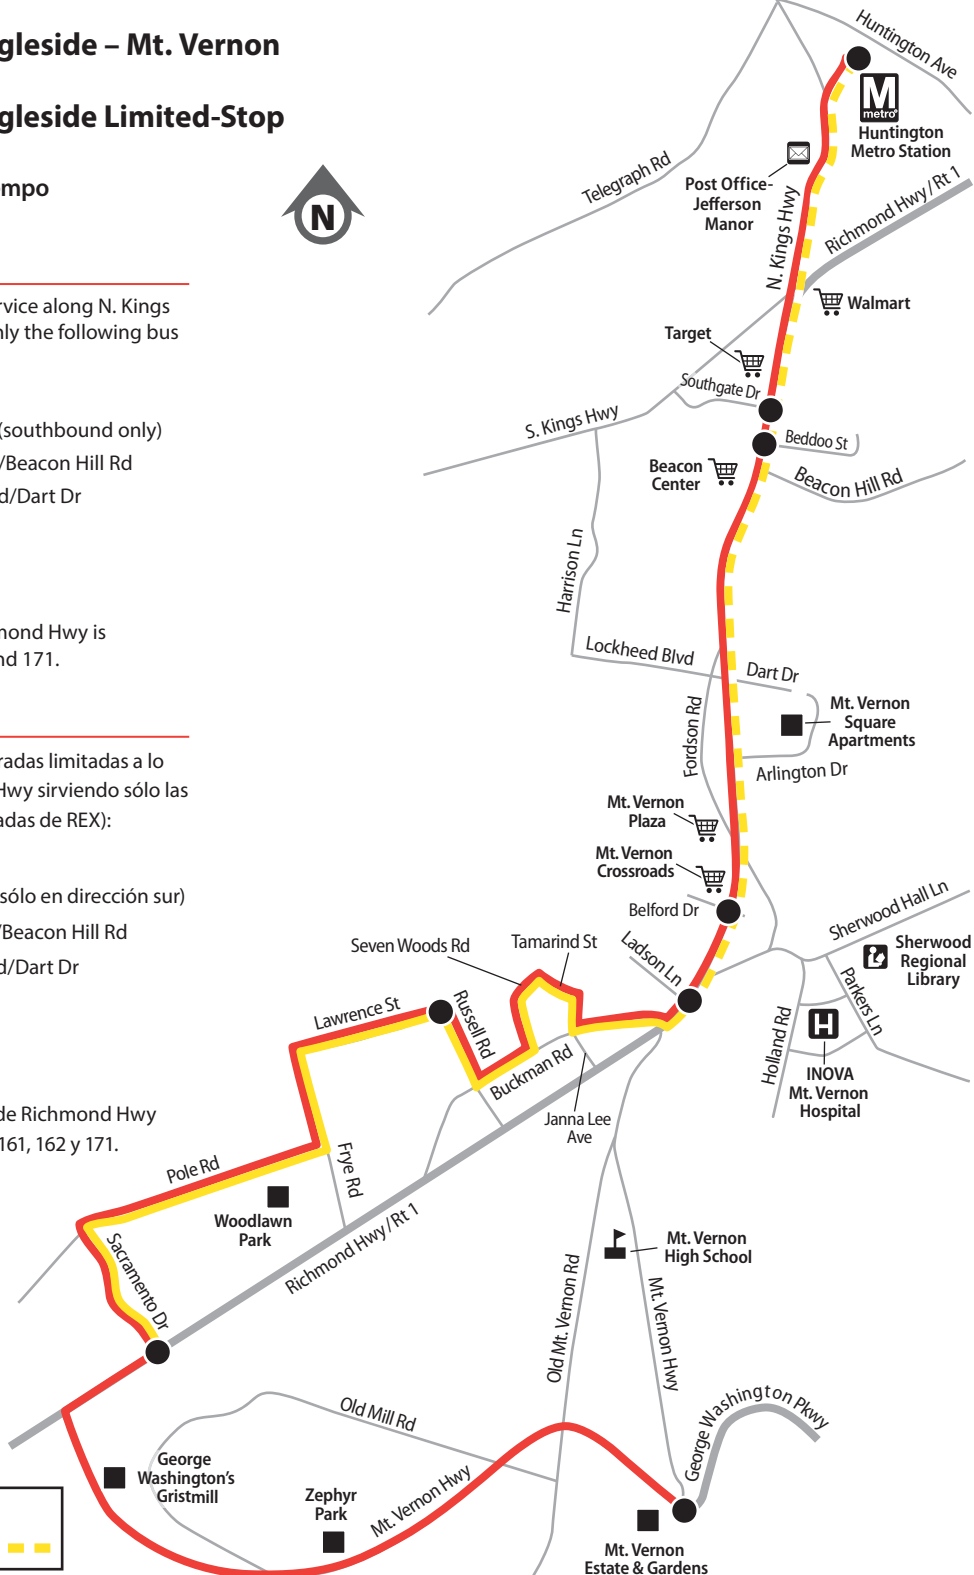 gleside – Mt. Vernon
gleside Limited-Stop
mpo
rvice along N. Kings
nly the following bus
(southbound only)
/Beacon Hill Rd
d/Dart Dr
mond Hwy is
nd 171.
radas limitadas a lo
Hwy sirviendo sólo las
adas de REX):
sólo en dirección sur)
/Beacon Hill Rd
d/Dart Dr
de Richmond Hwy
161, 162 y 171.
N
Huntington Ave
M
metro
Huntington
Metro Station
Telegraph Rd
Post Office-
Jefferson
Manor
N. Kings Hwy
Richmond Hwy/Rt 1
Walmart
Target
Southgate Dr
S. Kings Hwy
Beddoo St
Beacon
Center
Beacon Hill Rd
Harrison Ln
Lockheed Blvd
Dart Dr
Fordson Rd
Mt. Vernon
Square
Apartments
Arlington Dr
Mt. Vernon
Plaza
Mt. Vernon
Crossroads
Belford Dr
Sherwood Hall Ln
Ladson Ln
Sherwood
Regional
Library
Parkers Ln
Holland Rd
H
INOVA
Mt. Vernon
Hospital
Seven Woods Rd
Tamarind St
Lawrence St
Russell Rd
Buckman Rd
Janna Lee
Ave
Pole Rd
Frye Rd
Woodlawn
Park
Richmond Hwy/Rt 1
Sacramento Dr
Mt. Vernon
High School
Old Mt. Vernon Rd
Mt. Vernon Hwy
George Washington Pkwy
Old Mill Rd
George
Washington's
Gristmill
Zephyr
Park
Mt. Vernon Hwy
Mt. Vernon
Estate & Gardens